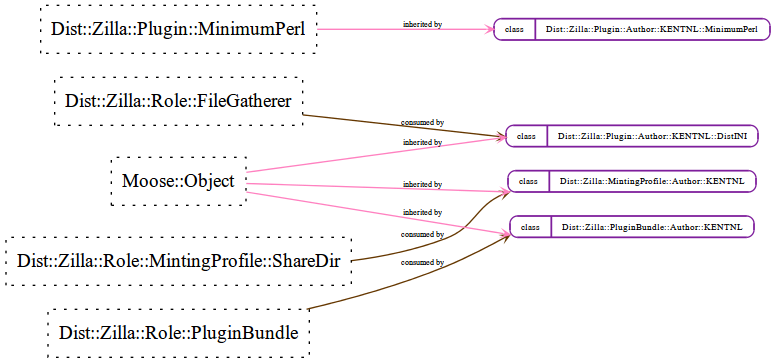 Dist::Zilla::Plugin::MinimumPerl
inherited by
class Dist::Zilla::Plugin::Author::KENTNL::MinimumPerl
Dist::Zilla::Role::FileGatherer
consumed by
class Dist::Zilla::Plugin::Author::KENTNL::DistINI
inherited by
Moose::Object
inherited by
class Dist::Zilla::MintingProfile::Author::KENTNL
inherited by
class Dist::Zilla::PluginBundle::Author::KENTNL
consumed by
Dist::Zilla::Role::MintingProfile::ShareDir
consumed by
Dist::Zilla::Role::PluginBundle